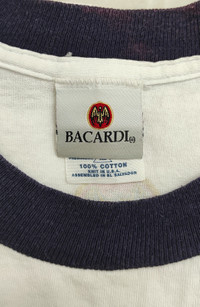 BACARDI®
100% COTTON
KNIT IN U.S.A.
ASSEMBLED IN EL SALVADOR